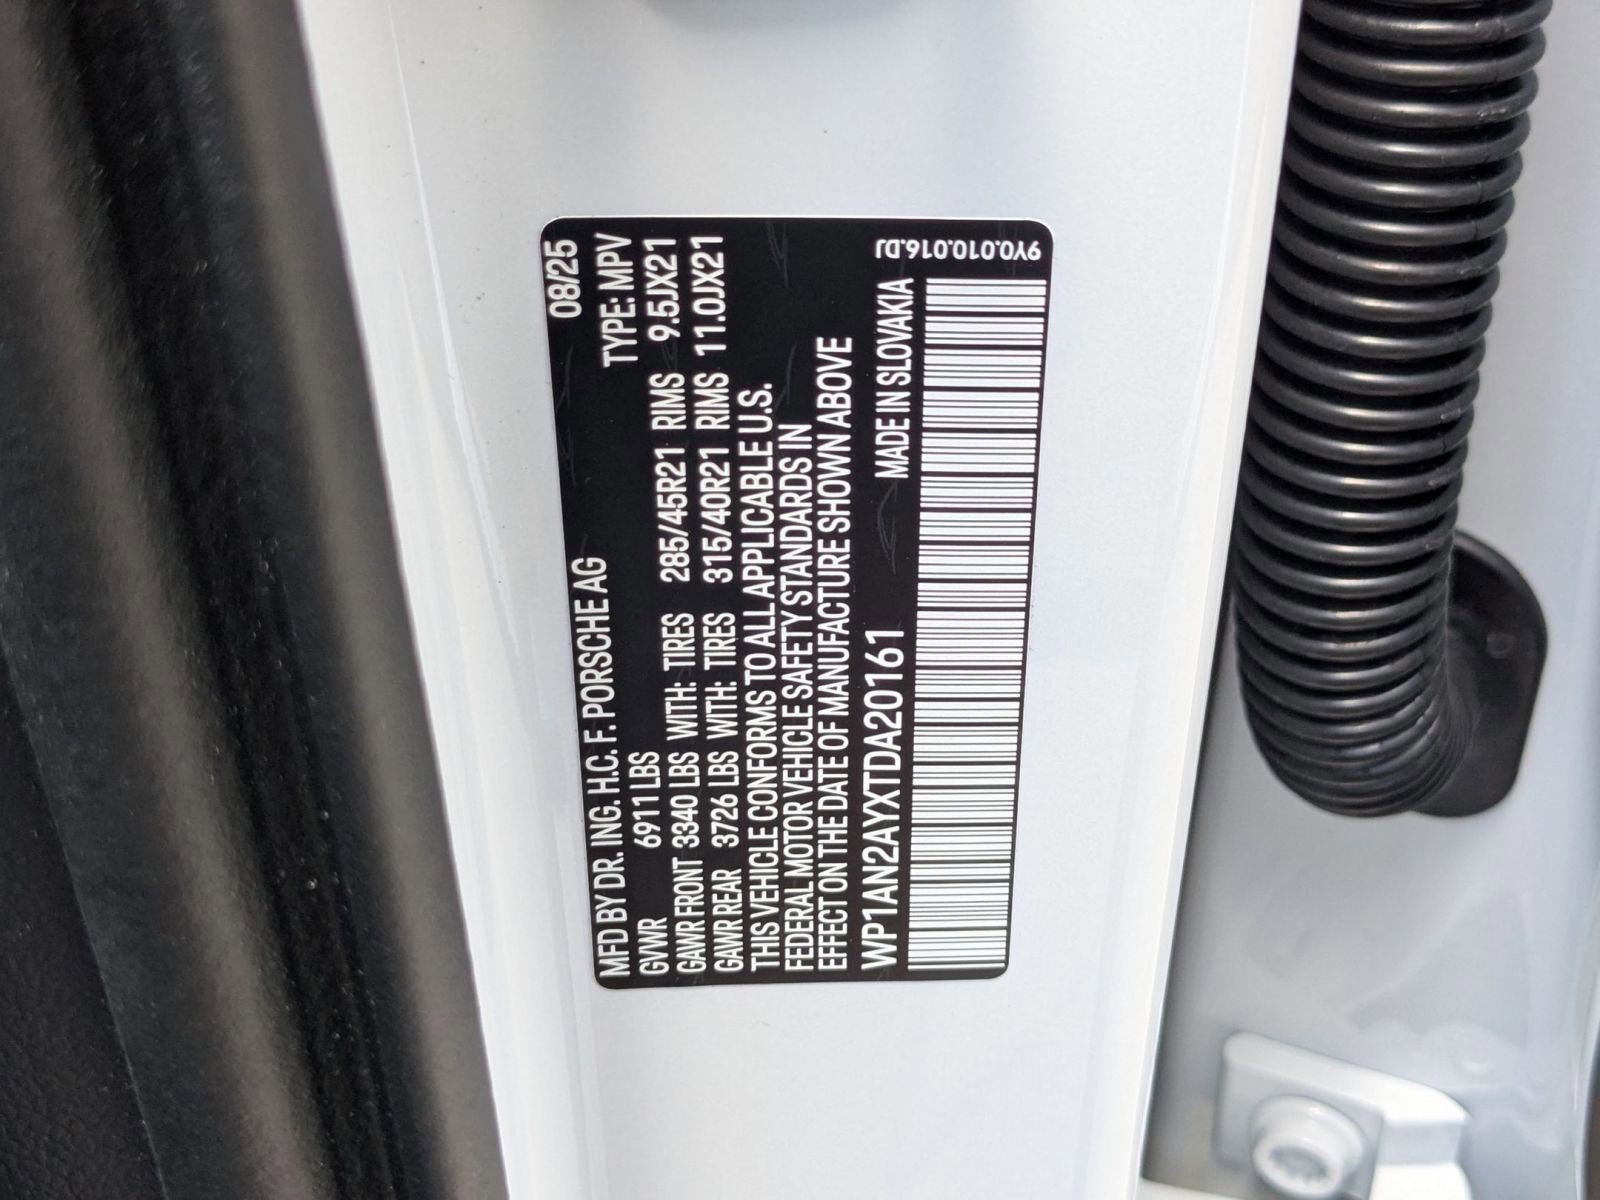 08/25
MFD BY DR. ING. H.C. F. PORSCHE AG TYPE: MPV
GVWR 6911 LBS
GAWR FRONT 3340 LBS WITH: TIRES 285/45R21 RIMS 9.5JX21
GAWR REAR 3726 LBS WITH: TIRES 315/40R21 RIMS 11.0JX21
THIS VEHICLE CONFORMS TO ALL APPLICABLE U.S.
FEDERAL MOTOR VEHICLE SAFETY STANDARDS IN
EFFECT ON THE DATE OF MANUFACTURE SHOWN ABOVE
WP1AN2AYXTDA20161 MADE IN SLOVAKIA
9Y0.010.016.DJ